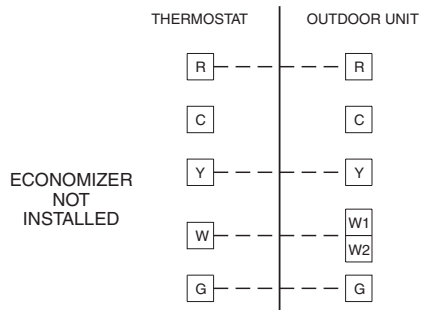 THERMOSTAT OUTDOOR UNIT
R R
C C
Y Y
ECONOMIZER
NOT
INSTALLED
W W1
W2
G G